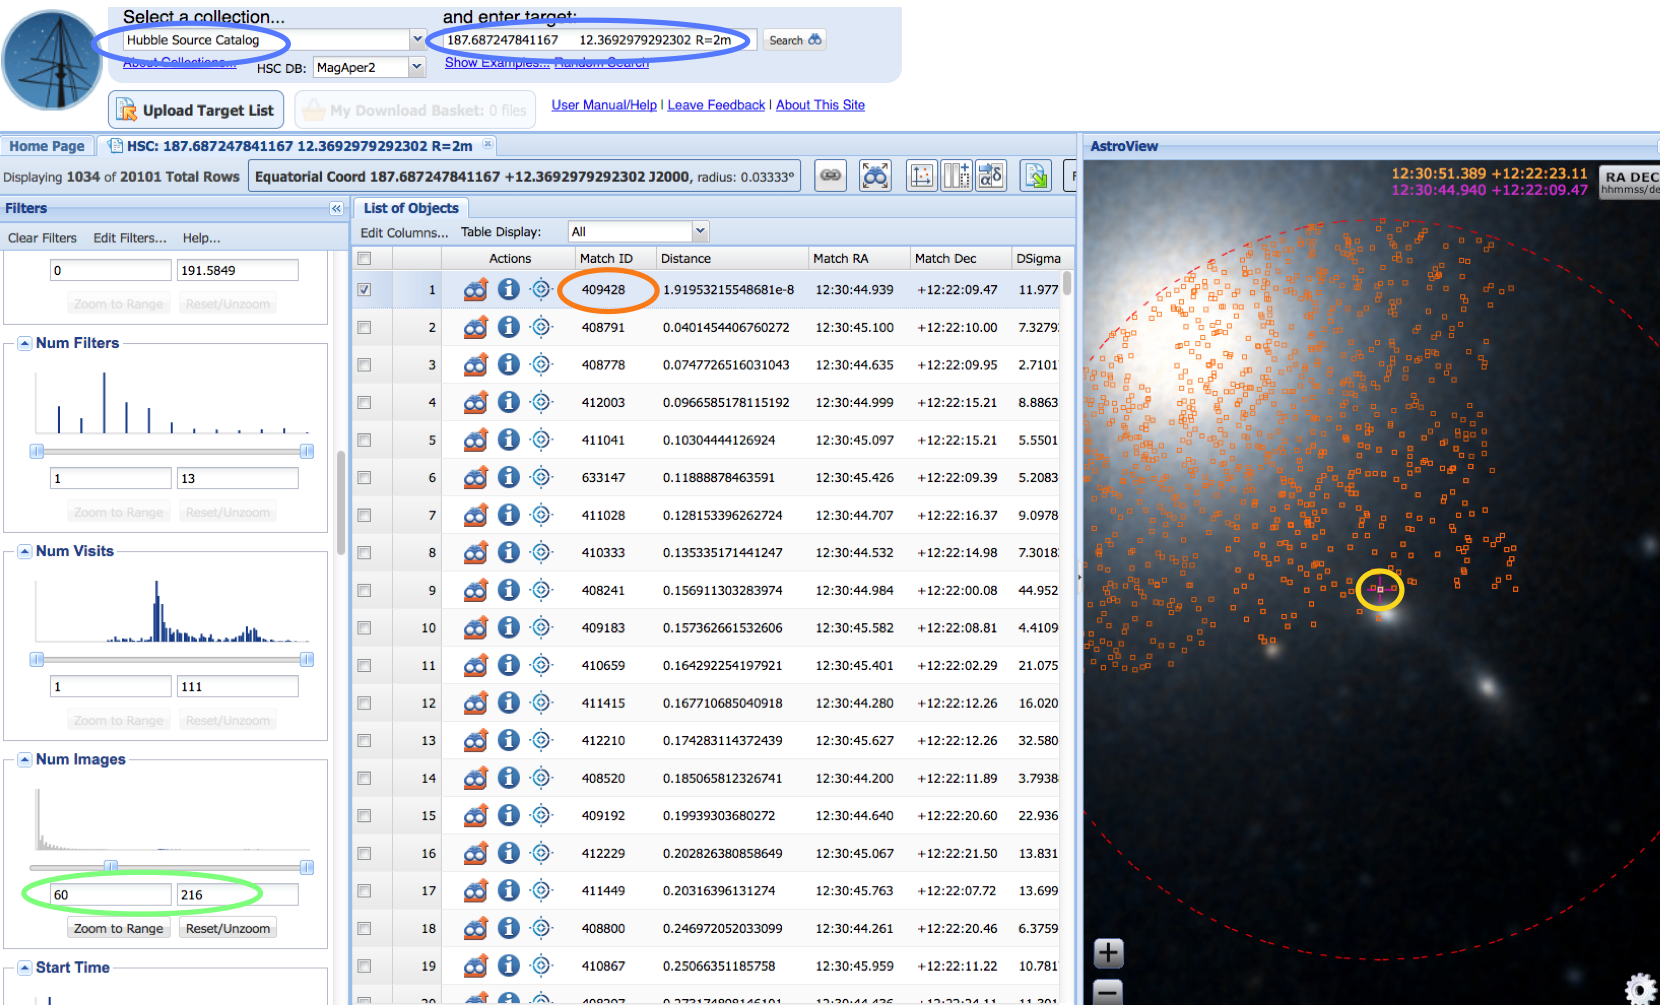 Select a collection...
and enter target:
Hubble Source Catalog
187.687247841167 12.3692979292302 R=2m
Search
About Collections...
HSC DB: MagAper2
Show Examples... Random Search
Upload Target List
My Download Basket: 0 files
User Manual/Help | Leave Feedback | About This Site
Home Page
HSC: 187.687247841167 12.3692979292302 R=2m
AstroView
Displaying 1034 of 20101 Total Rows
Equatorial Coord 187.687247841167 +12.3692979292302 J2000, radius: 0.03333°
12:30:51.389 +12:22:23.11
12:30:44.940 +12:22:09.47
RA DEC
hhmmss/de
Filters
Clear Filters Edit Filters... Help...
0 191.5849
Zoom to Range Reset/Unzoom
Num Filters
1 13
Zoom to Range Reset/Unzoom
Num Visits
1 111
Zoom to Range Reset/Unzoom
Num Images
60 216
Zoom to Range Reset/Unzoom
Start Time
List of Objects
Edit Columns... Table Display: All
Actions Match ID Distance Match RA Match Dec DSigma
1 409428 1.91953215548681e-8 12:30:44.939 +12:22:09.47 11.977
2 408791 0.0401454406760272 12:30:45.100 +12:22:10.00 7.3279
3 408778 0.0747726516031043 12:30:44.635 +12:22:09.95 2.7101
4 412003 0.0966585178115192 12:30:44.999 +12:22:15.21 8.8863
5 411041 0.10304444126924 12:30:45.097 +12:22:15.21 5.5501
6 633147 0.11888878463591 12:30:45.426 +12:22:09.39 5.2083
7 411028 0.128153396262724 12:30:44.707 +12:22:16.37 9.0978
8 410333 0.135335171441247 12:30:44.532 +12:22:14.98 7.3018
9 408241 0.156911303283974 12:30:44.984 +12:22:00.08 44.952
10 409183 0.157362661532606 12:30:45.582 +12:22:08.81 4.4109
11 410659 0.164292254197921 12:30:45.401 +12:22:02.29 21.075
12 411415 0.167710685040918 12:30:44.280 +12:22:12.26 16.020
13 412210 0.174283114372439 12:30:45.627 +12:22:12.26 32.580
14 408520 0.185065812326741 12:30:44.200 +12:22:11.89 3.7938
15 409192 0.19939303680272 12:30:44.640 +12:22:20.60 22.936
16 412229 0.202826380858649 12:30:45.067 +12:22:21.50 13.831
17 411449 0.20316396131274 12:30:45.763 +12:22:07.72 13.699
18 408800 0.246972052033099 12:30:44.261 +12:22:20.46 6.3759
19 410867 0.25066351185758 12:30:45.959 +12:22:11.22 10.781